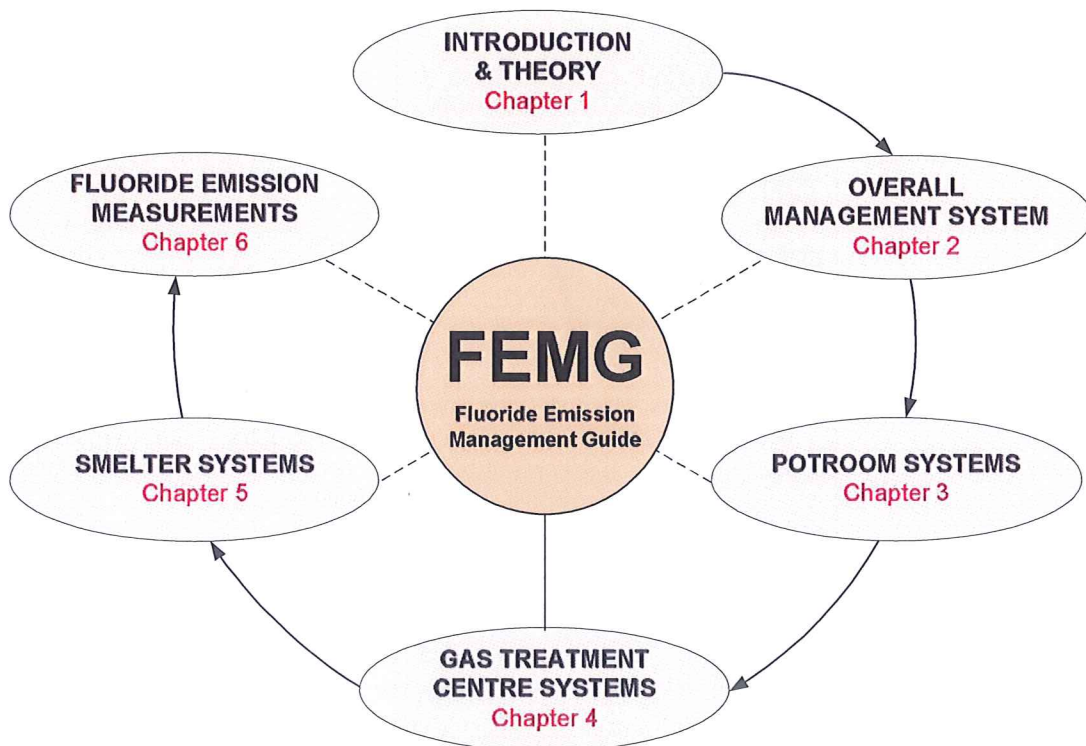 INTRODUCTION
& THEORY
Chapter 1
OVERALL
MANAGEMENT SYSTEM
Chapter 2
POTROOM SYSTEMS
Chapter 3
GAS TREATMENT
CENTRE SYSTEMS
Chapter 4
SMELTER SYSTEMS
Chapter 5
FLUORIDE EMISSION
MEASUREMENTS
Chapter 6
FEMG
Fluoride Emission
Management Guide